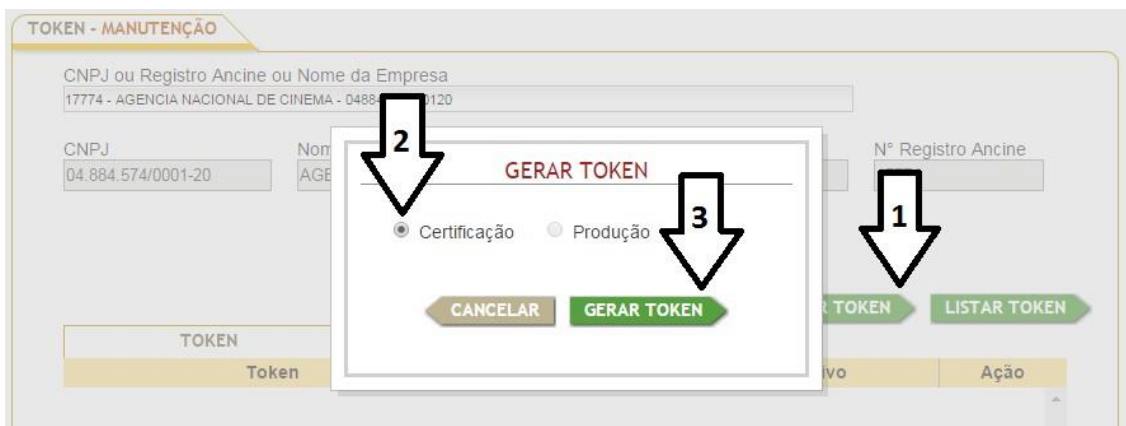 TOKEN - MANUTENÇÃO
CNPJ ou Registro Ancine ou Nome da Empresa
17774 - AGENCIA NACIONAL DE CINEMA - 0488 0120
CNPJ
Nom
Nº Registro Ancine
04.884.574/0001-20
AGE
2
GERAR TOKEN
Certificação
Produção
3
1
CANCELAR
GERAR TOKEN
R TOKEN
LISTAR TOKEN
TOKEN
Token
ivo
Ação